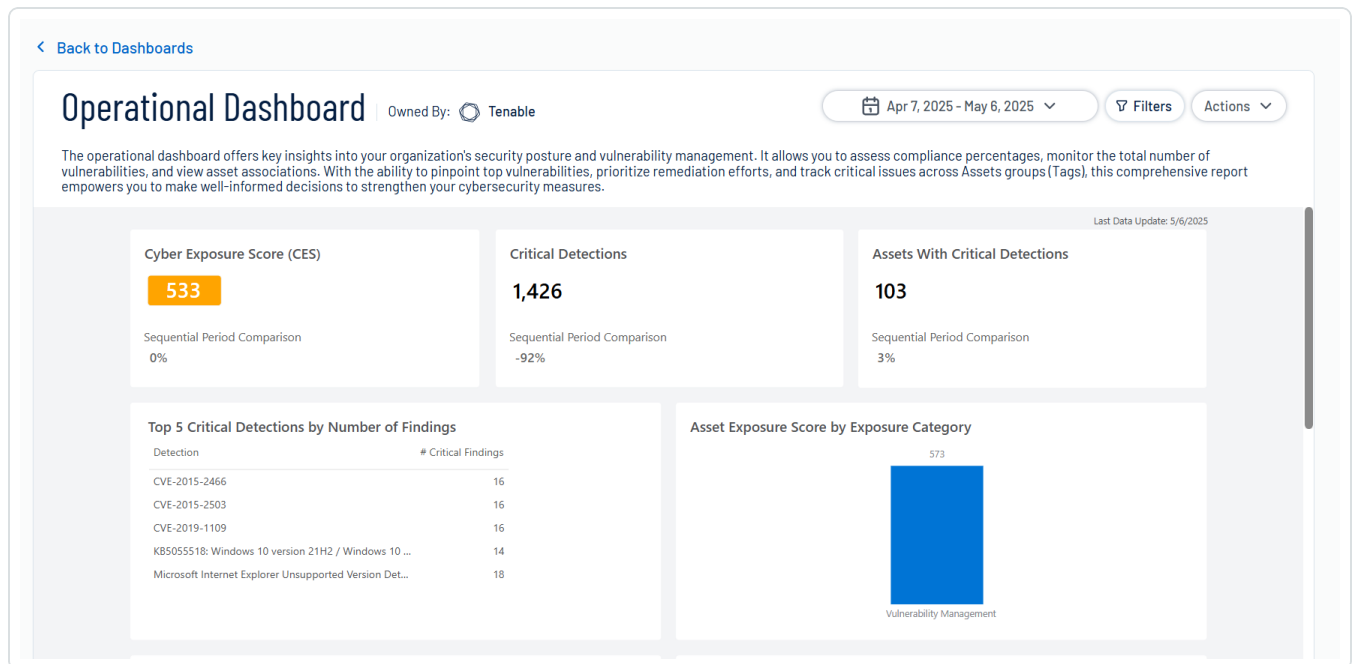 Back to Dashboards
Operational Dashboard Owned By: Tenable
Apr 7, 2025 - May 6, 2025 Filters Actions
The operational dashboard offers key insights into your organization's security posture and vulnerability management. It allows you to assess compliance percentages, monitor the total number of
vulnerabilities, and view asset associations. With the ability to pinpoint top vulnerabilities, prioritize remediation efforts, and track critical issues across Assets groups (Tags), this comprehensive report
empowers you to make well-informed decisions to strengthen your cybersecurity measures.
Last Data Update: 5/6/2025
Cyber Exposure Score (CES)
533
Sequential Period Comparison
0%
Critical Detections
1,426
Sequential Period Comparison
-92%
Assets With Critical Detections
103
Sequential Period Comparison
3%
Top 5 Critical Detections by Number of Findings
Detection # Critical Findings
CVE-2015-2466 16
CVE-2015-2503 16
CVE-2019-1109 16
KB5055518: Windows 10 version 21H2 / Windows 10 ... 14
Microsoft Internet Explorer Unsupported Version Det... 18
Asset Exposure Score by Exposure Category
573
Vulnerability Management